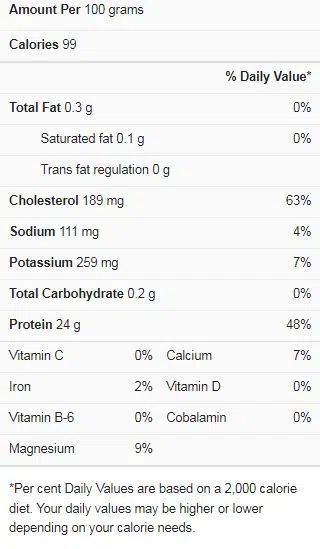 Amount Per 100 grams
Calories 99
% Daily Value*
Total Fat 0.3 g 0%
Saturated fat 0.1 g 0%
Trans fat regulation 0 g
Cholesterol 189 mg 63%
Sodium 111 mg 4%
Potassium 259 mg 7%
Total Carbohydrate 0.2 g 0%
Protein 24 g 48%
Vitamin C 0% Calcium 7%
Iron 2% Vitamin D 0%
Vitamin B-6 0% Cobalamin 0%
Magnesium 9%
*Per cent Daily Values are based on a 2,000 calorie
diet. Your daily values may be higher or lower
depending on your calorie needs.